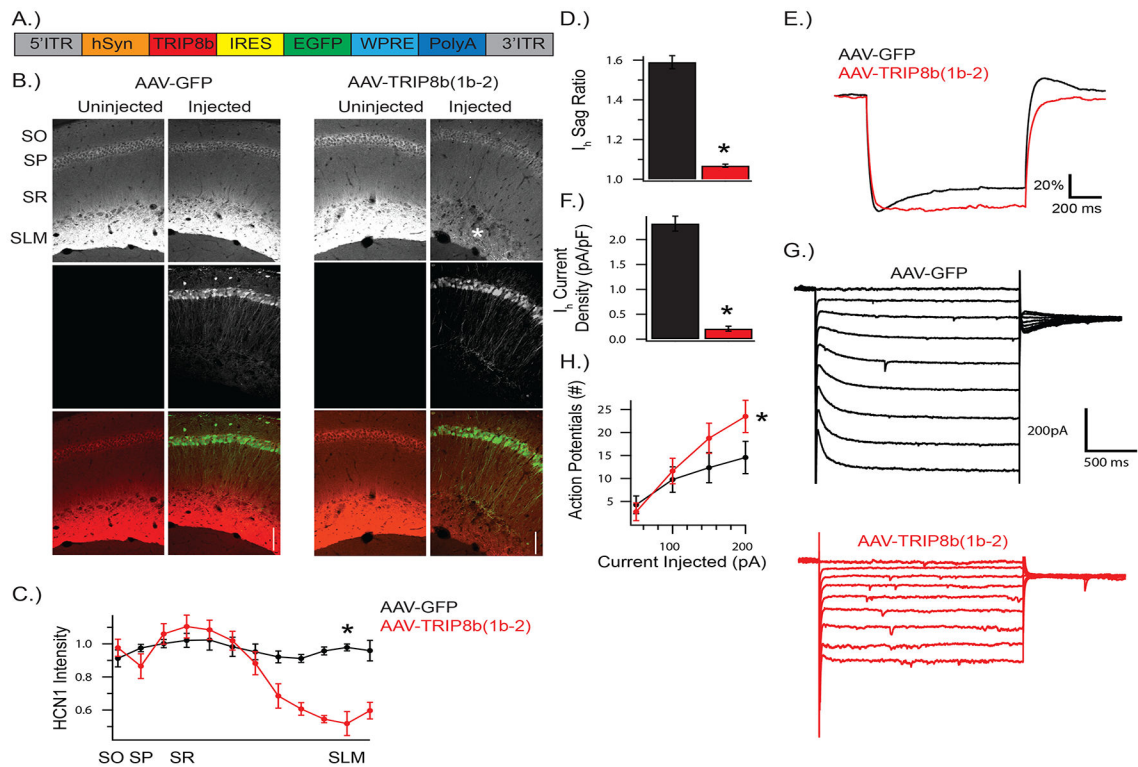 A.)
5'ITR hSyn TRIP8b IRES EGFP WPRE PolyA 3'ITR
B.)
AAV-GFP AAV-TRIP8b(1b-2)
Uninjected Injected Uninjected Injected
SO
SP
SR
SLM
*
C.)
AAV-GFP
AAV-TRIP8b(1b-2)
*
HCN1 Intensity
1.0
0.8
0.6
SO SP SR SLM
D.)
Ih Sag Ratio
1.6
1.4
1.2
1.0
*
E.)
AAV-GFP
AAV-TRIP8b(1b-2)
20%
200 ms
F.)
Ih Current
Density (pA/pF)
2.0
1.5
1.0
0.5
0.0
*
G.)
AAV-GFP
200pA
500 ms
AAV-TRIP8b(1b-2)
H.)
Action Potentials (#)
25
20
15
10
5
*
100 200
Current Injected (pA)